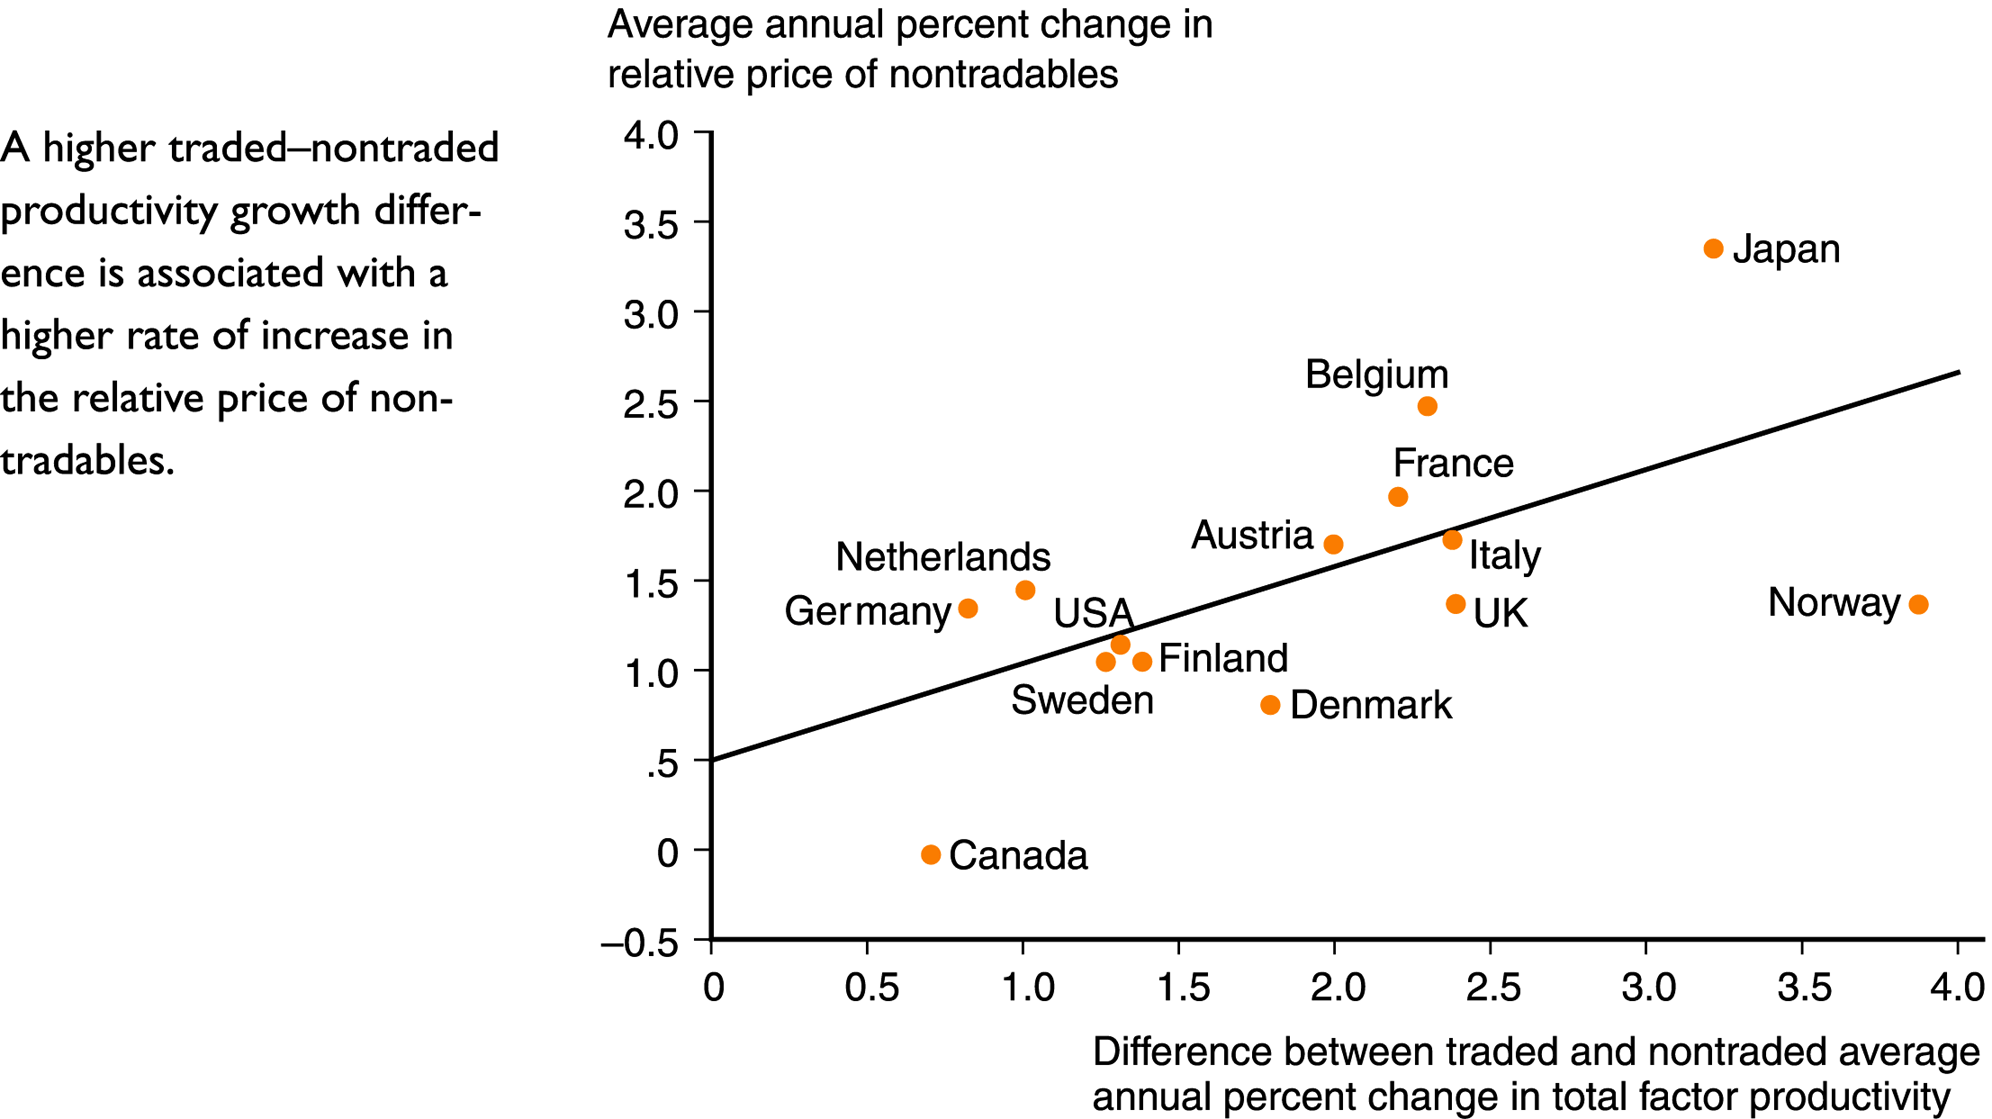 A higher traded–nontraded
productivity growth differ-
ence is associated with a
higher rate of increase in
the relative price of non-
tradables.
Average annual percent change in
relative price of nontradables
4.0
3.5
3.0
2.5
2.0
1.5
1.0
.5
0
–0.5
Japan
Belgium
France
Austria
Italy
Netherlands
Germany
USA
UK
Norway
Finland
Sweden
Denmark
Canada
0 0.5 1.0 1.5 2.0 2.5 3.0 3.5 4.0
Difference between traded and nontraded average
annual percent change in total factor productivity